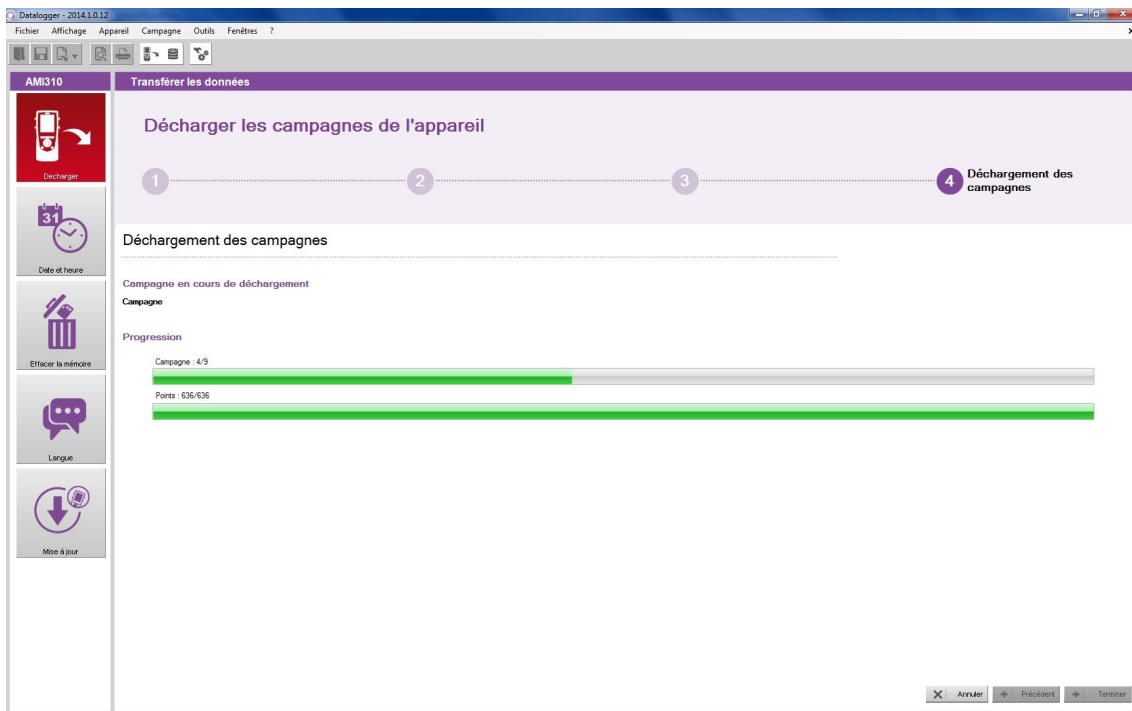 Datalogger - 2014.1.0.12
Fichier Affichage Appareil Campagne Outils Fenêtres ?
AMI310
Transférer les données
Décharger
Décharger les campagnes de l'appareil
1
2
3
4
Déchargement des
campagnes
31
Date et heure
Déchargement des campagnes
Campagne en cours de déchargement
Campagne
Effacer la mémoire
Progression
Campagne : 4/9
Points : 636/636
Langue
Mise à jour
Annuler
Précédent
Terminer